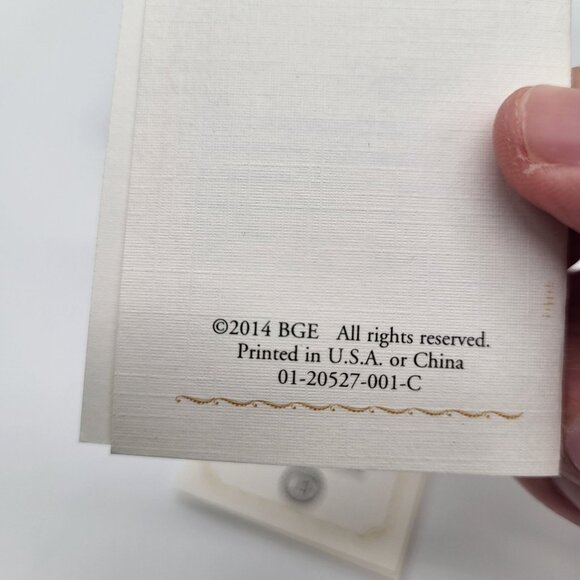 ©2014 BGE All rights reserved.
Printed in U.S.A. or China
01-20527-001-C